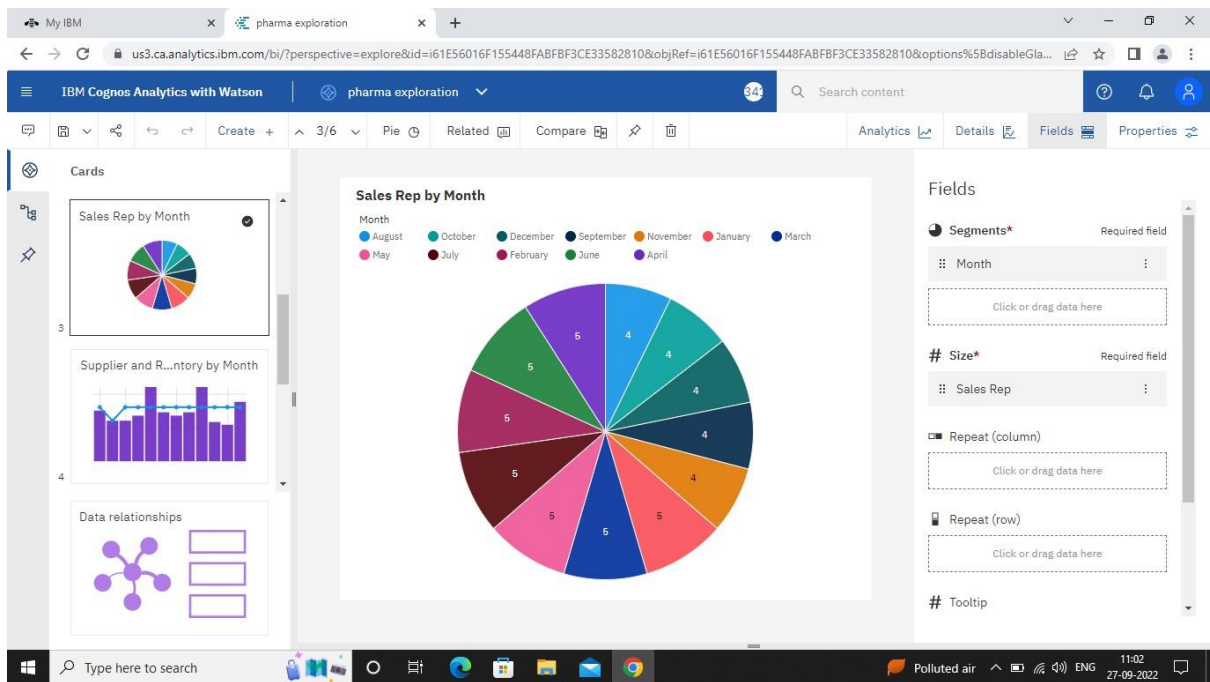 My IBM
pharma exploration
us3.ca.analytics.ibm.com/bi/?perspective=explore&id=i61E56016F155448FABFBF3CE33582810&objRef=i61E56016F155448FABFBF3CE33582810&options%5BdisableGla...
IBM Cognos Analytics with Watson
pharma exploration
Search content
Create +
3/6
Pie
Related
Compare
Analytics
Details
Fields
Properties
Cards
Sales Rep by Month
3
Supplier and R...ntory by Month
4
Data relationships
Sales Rep by Month
Month
August October December September November January March
May July February June April
5 4
5 4
4
5 4
5 4
5 5 5
Fields
Segments* Required field
Month
Click or drag data here
# Size* Required field
Sales Rep
Repeat (column)
Click or drag data here
Repeat (row)
Click or drag data here
# Tooltip
Type here to search
Polluted air
ENG
11:02
27-09-2022